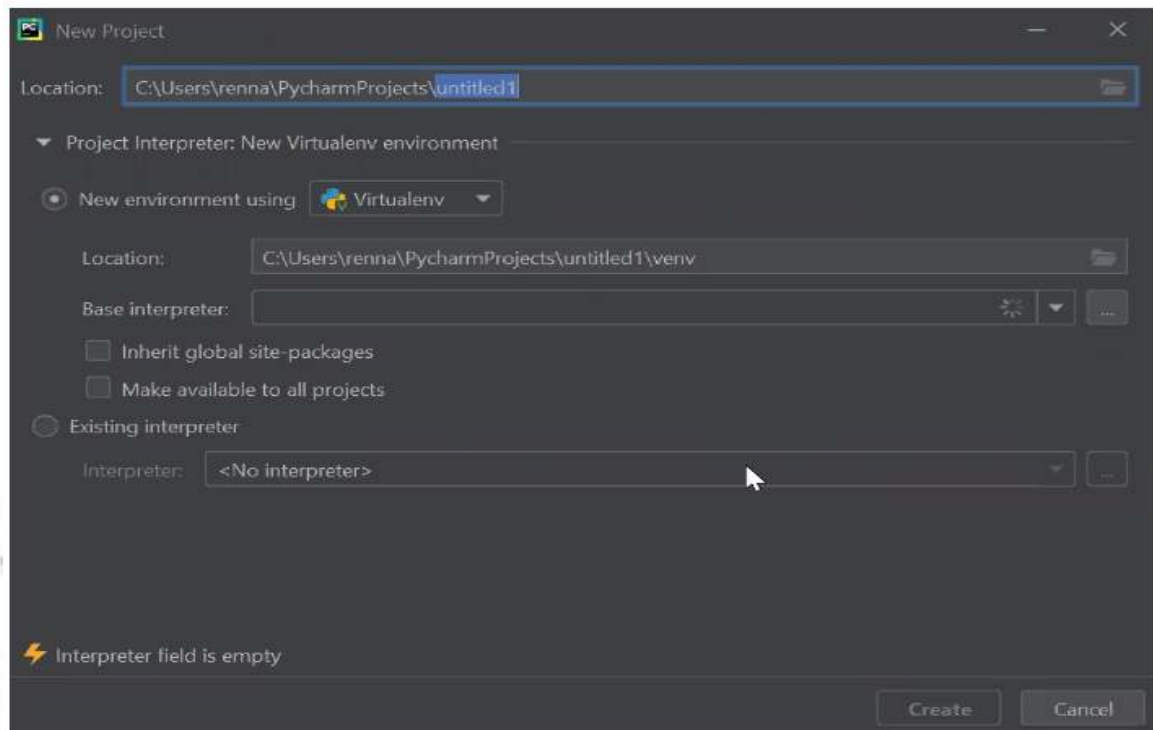 PC New Project
Location: C:\Users\renna\PycharmProjects\untitled1
Project Interpreter: New Virtualenv environment
New environment using Virtualenv
Location: C:\Users\renna\PycharmProjects\untitled1\venv
Base interpreter: ...
Inherit global site-packages
Make available to all projects
Existing interpreter
Interpreter: <No interpreter> ...
Interpreter field is empty
Create Cancel